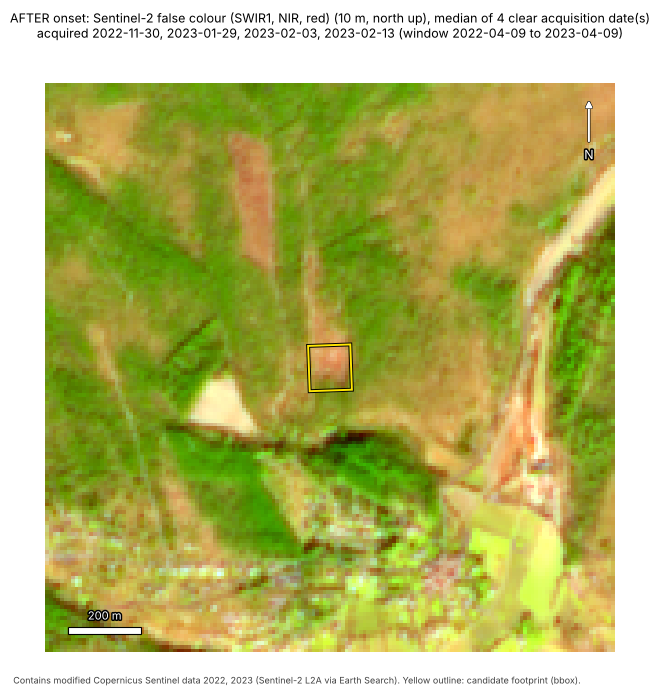 AFTER onset: Sentinel-2 false colour (SWIR1, NIR, red) (10 m, north up), median of 4 clear acquisition date(s)
acquired 2022-11-30, 2023-01-29, 2023-02-03, 2023-02-13 (window 2022-04-09 to 2023-04-09)
N
200 m
Contains modified Copernicus Sentinel data 2022, 2023 (Sentinel-2 L2A via Earth Search). Yellow outline: candidate footprint (bbox).